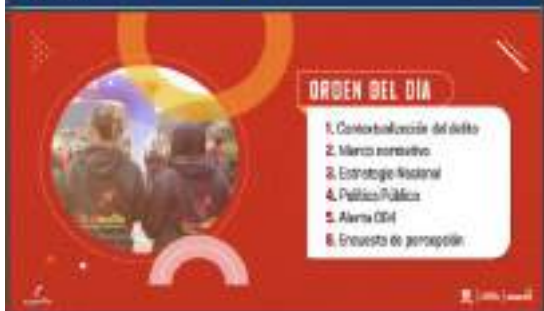 ORDEN DEL DÍA
1. Contextualización del delito
2. Marco normativo
3. Estrategia Nacional
4. Política Pública
5. Alerta 004
6. Encuesta de percepción